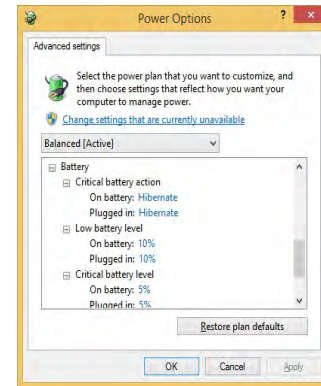 Power Options
?
×
Advanced settings
Select the power plan that you want to customize, and
then choose settings that reflect how you want your
computer to manage power.
Change settings that are currently unavailable
Balanced [Active]
Battery
Critical battery action
On battery: Hibernate
Plugged in: Hibernate
Low battery level
On battery: 10%
Plugged in: 10%
Critical battery level
On battery: 5%
Plugged in: 5%
Restore plan defaults
OK
Cancel
Apply